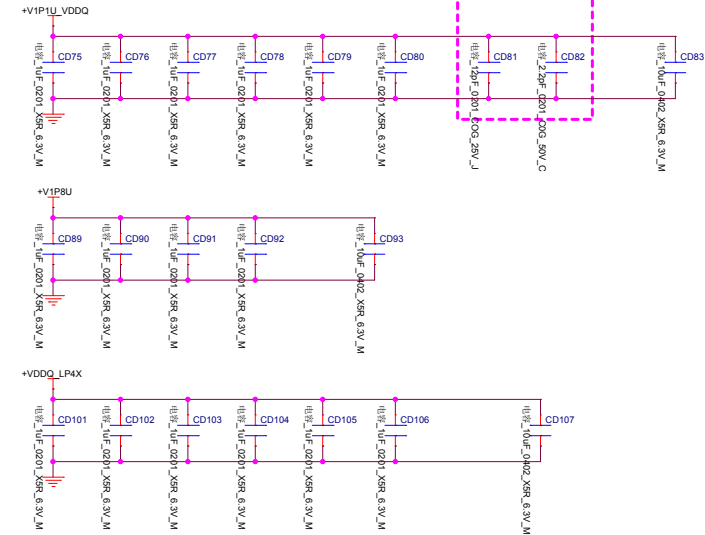 +V1P1U_VDDQ
CD75
CD76
CD77
CD78
CD79
CD80
CD81
CD82
CD83
电容_1uF_0201_X5R_6.3V_M
电容_1uF_0201_X5R_6.3V_M
电容_1uF_0201_X5R_6.3V_M
电容_1uF_0201_X5R_6.3V_M
电容_1uF_0201_X5R_6.3V_M
电容_1uF_0201_X5R_6.3V_M
电容_12pF_0201_COG_25V_J
电容_2.2pF_0201_C0G_50V_C
电容_10uF_0402_X5R_6.3V_M
+V1P8U
CD89
CD90
CD91
CD92
CD93
电容_1uF_0201_X5R_6.3V_M
电容_1uF_0201_X5R_6.3V_M
电容_1uF_0201_X5R_6.3V_M
电容_1uF_0201_X5R_6.3V_M
电容_10uF_0402_X5R_6.3V_M
+VDDQ_LP4X
CD101
CD102
CD103
CD104
CD105
CD106
CD107
电容_1uF_0201_X5R_6.3V_M
电容_1uF_0201_X5R_6.3V_M
电容_1uF_0201_X5R_6.3V_M
电容_1uF_0201_X5R_6.3V_M
电容_1uF_0201_X5R_6.3V_M
电容_1uF_0201_X5R_6.3V_M
电容_10uF_0402_X5R_6.3V_M